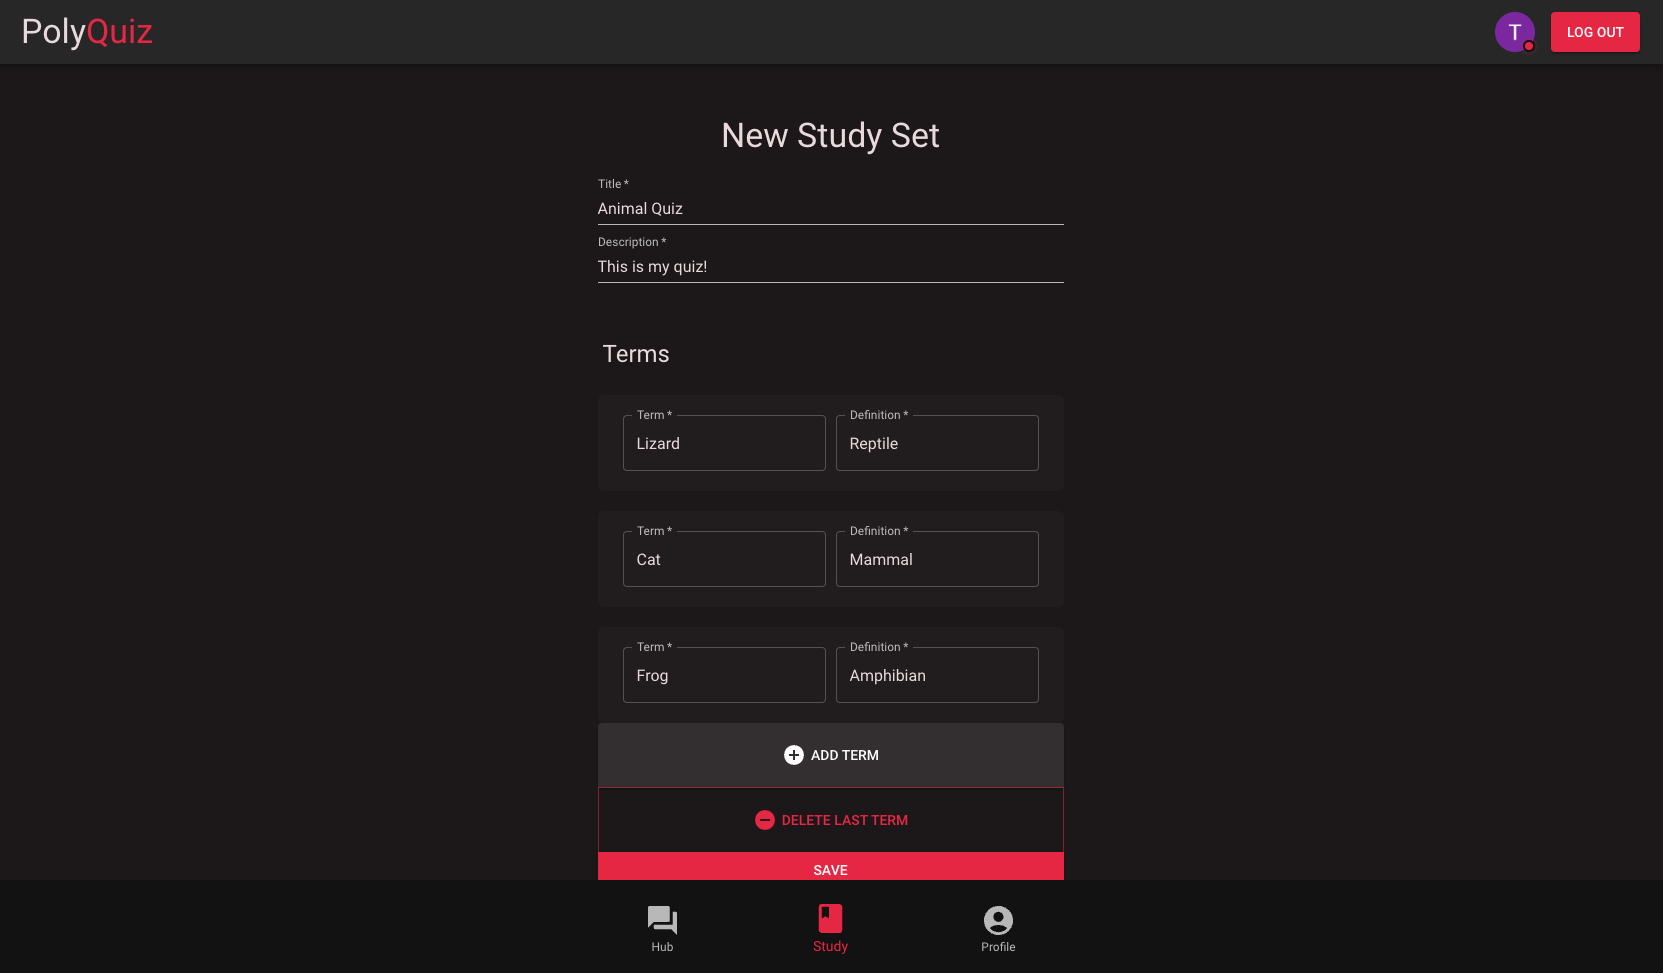 PolyQuiz
T
LOG OUT
New Study Set
Title *
Animal Quiz
Description *
This is my quiz!
Terms
Term * Definition *
Lizard Reptile
Term * Definition *
Cat Mammal
Term * Definition *
Frog Amphibian
ADD TERM
DELETE LAST TERM
SAVE
Hub Study Profile